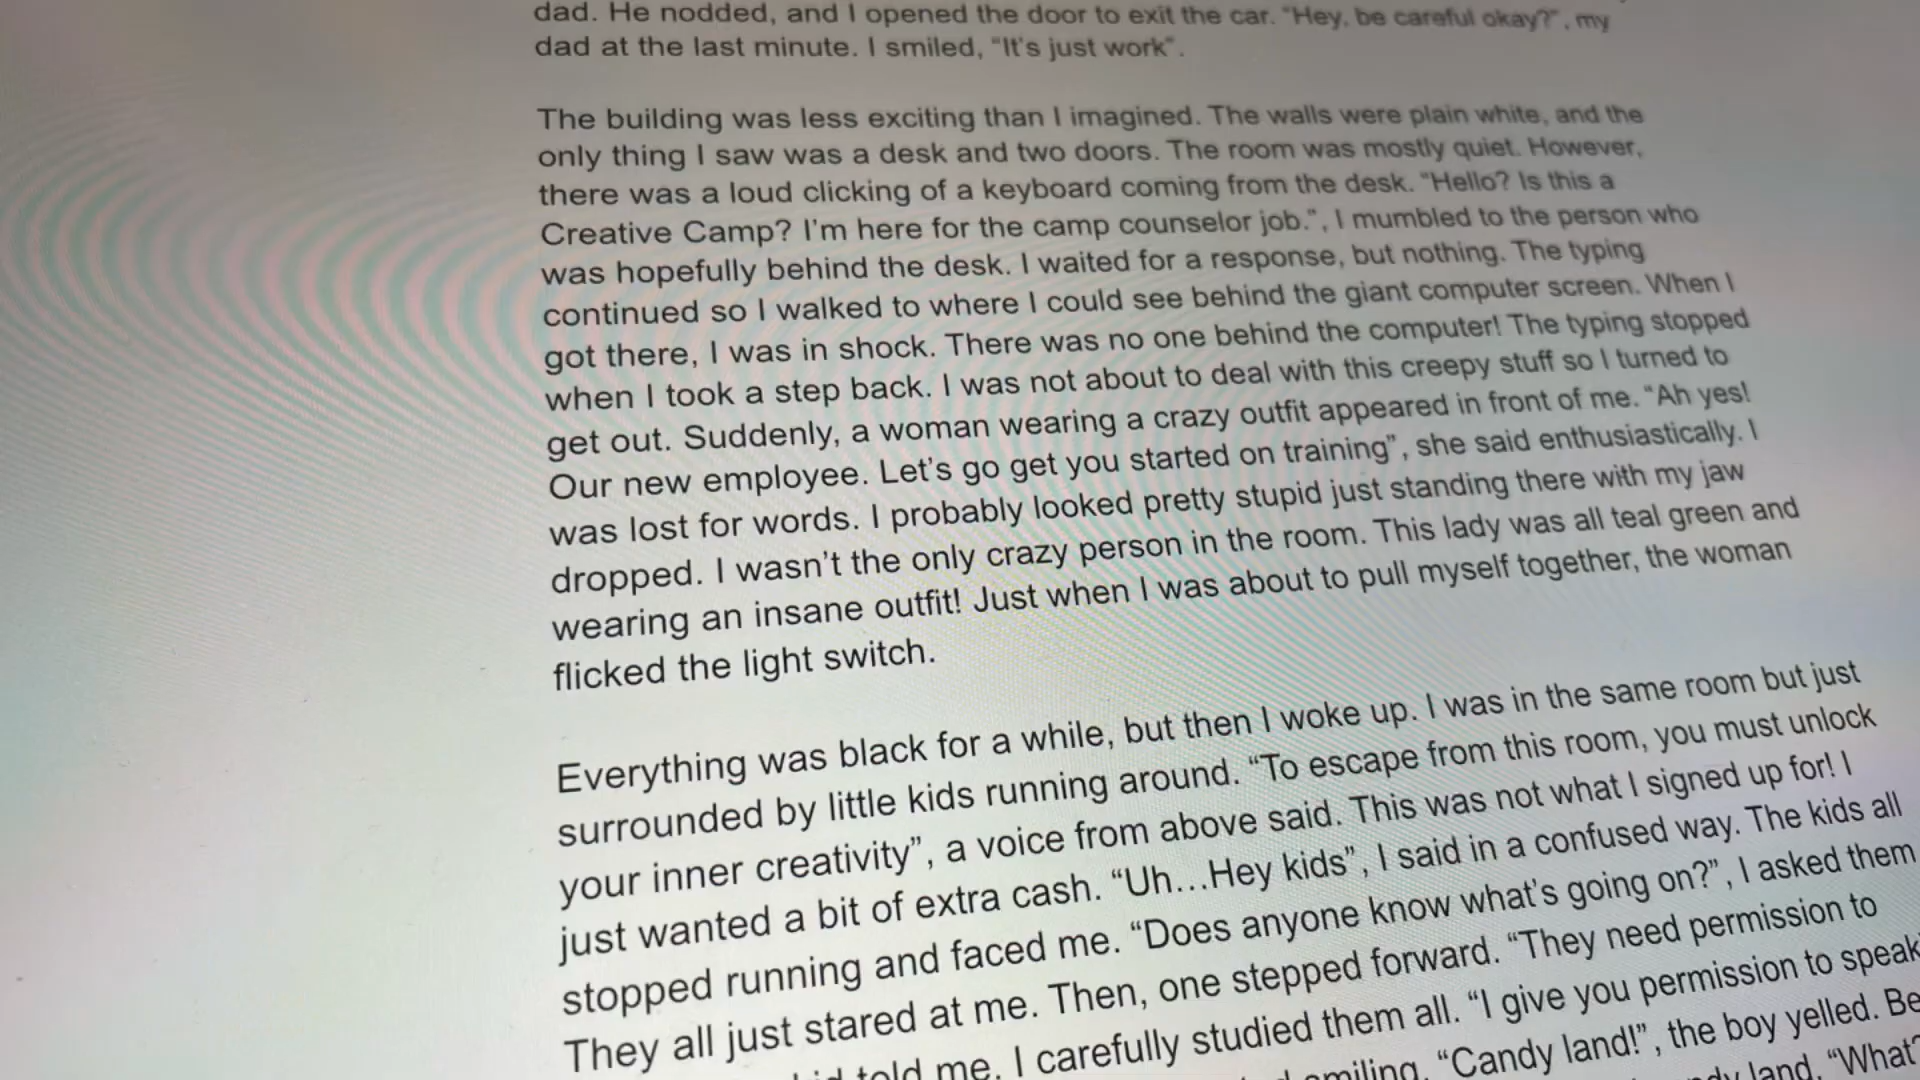 dad. He nodded, and I opened the door to exit the car. "Hey, be careful okay?", my
dad at the last minute. I smiled, "It's just work".
The building was less exciting than I imagined. The walls were plain white, and the
only thing I saw was a desk and two doors. The room was mostly quiet. However,
there was a loud clicking of a keyboard coming from the desk. "Hello? Is this a
Creative Camp? I'm here for the camp counselor job.", I mumbled to the person who
was hopefully behind the desk. I waited for a response, but nothing. The typing
continued so I walked to where I could see behind the giant computer screen. When I
got there, I was in shock. There was no one behind the computer! The typing stopped
when I took a step back. I was not about to deal with this creepy stuff so I turned to
get out. Suddenly, a woman wearing a crazy outfit appeared in front of me. "Ah yes!
Our new employee. Let's go get you started on training", she said enthusiastically. I
was lost for words. I probably looked pretty stupid just standing there with my jaw
dropped. I wasn't the only crazy person in the room. This lady was all teal green and
wearing an insane outfit! Just when I was about to pull myself together, the woman
flicked the light switch.
Everything was black for a while, but then I woke up. I was in the same room but just
surrounded by little kids running around. "To escape from this room, you must unlock
your inner creativity", a voice from above said. This was not what I signed up for! I
just wanted a bit of extra cash. "Uh...Hey kids", I said in a confused way. The kids all
stopped running and faced me. "Does anyone know what's going on?", I asked them
They all just stared at me. Then, one stepped forward. "They need permission to
told me. I carefully studied them all. "I give you permission to speak
smiling. "Candy land!", the boy yelled. Be
land. "What?